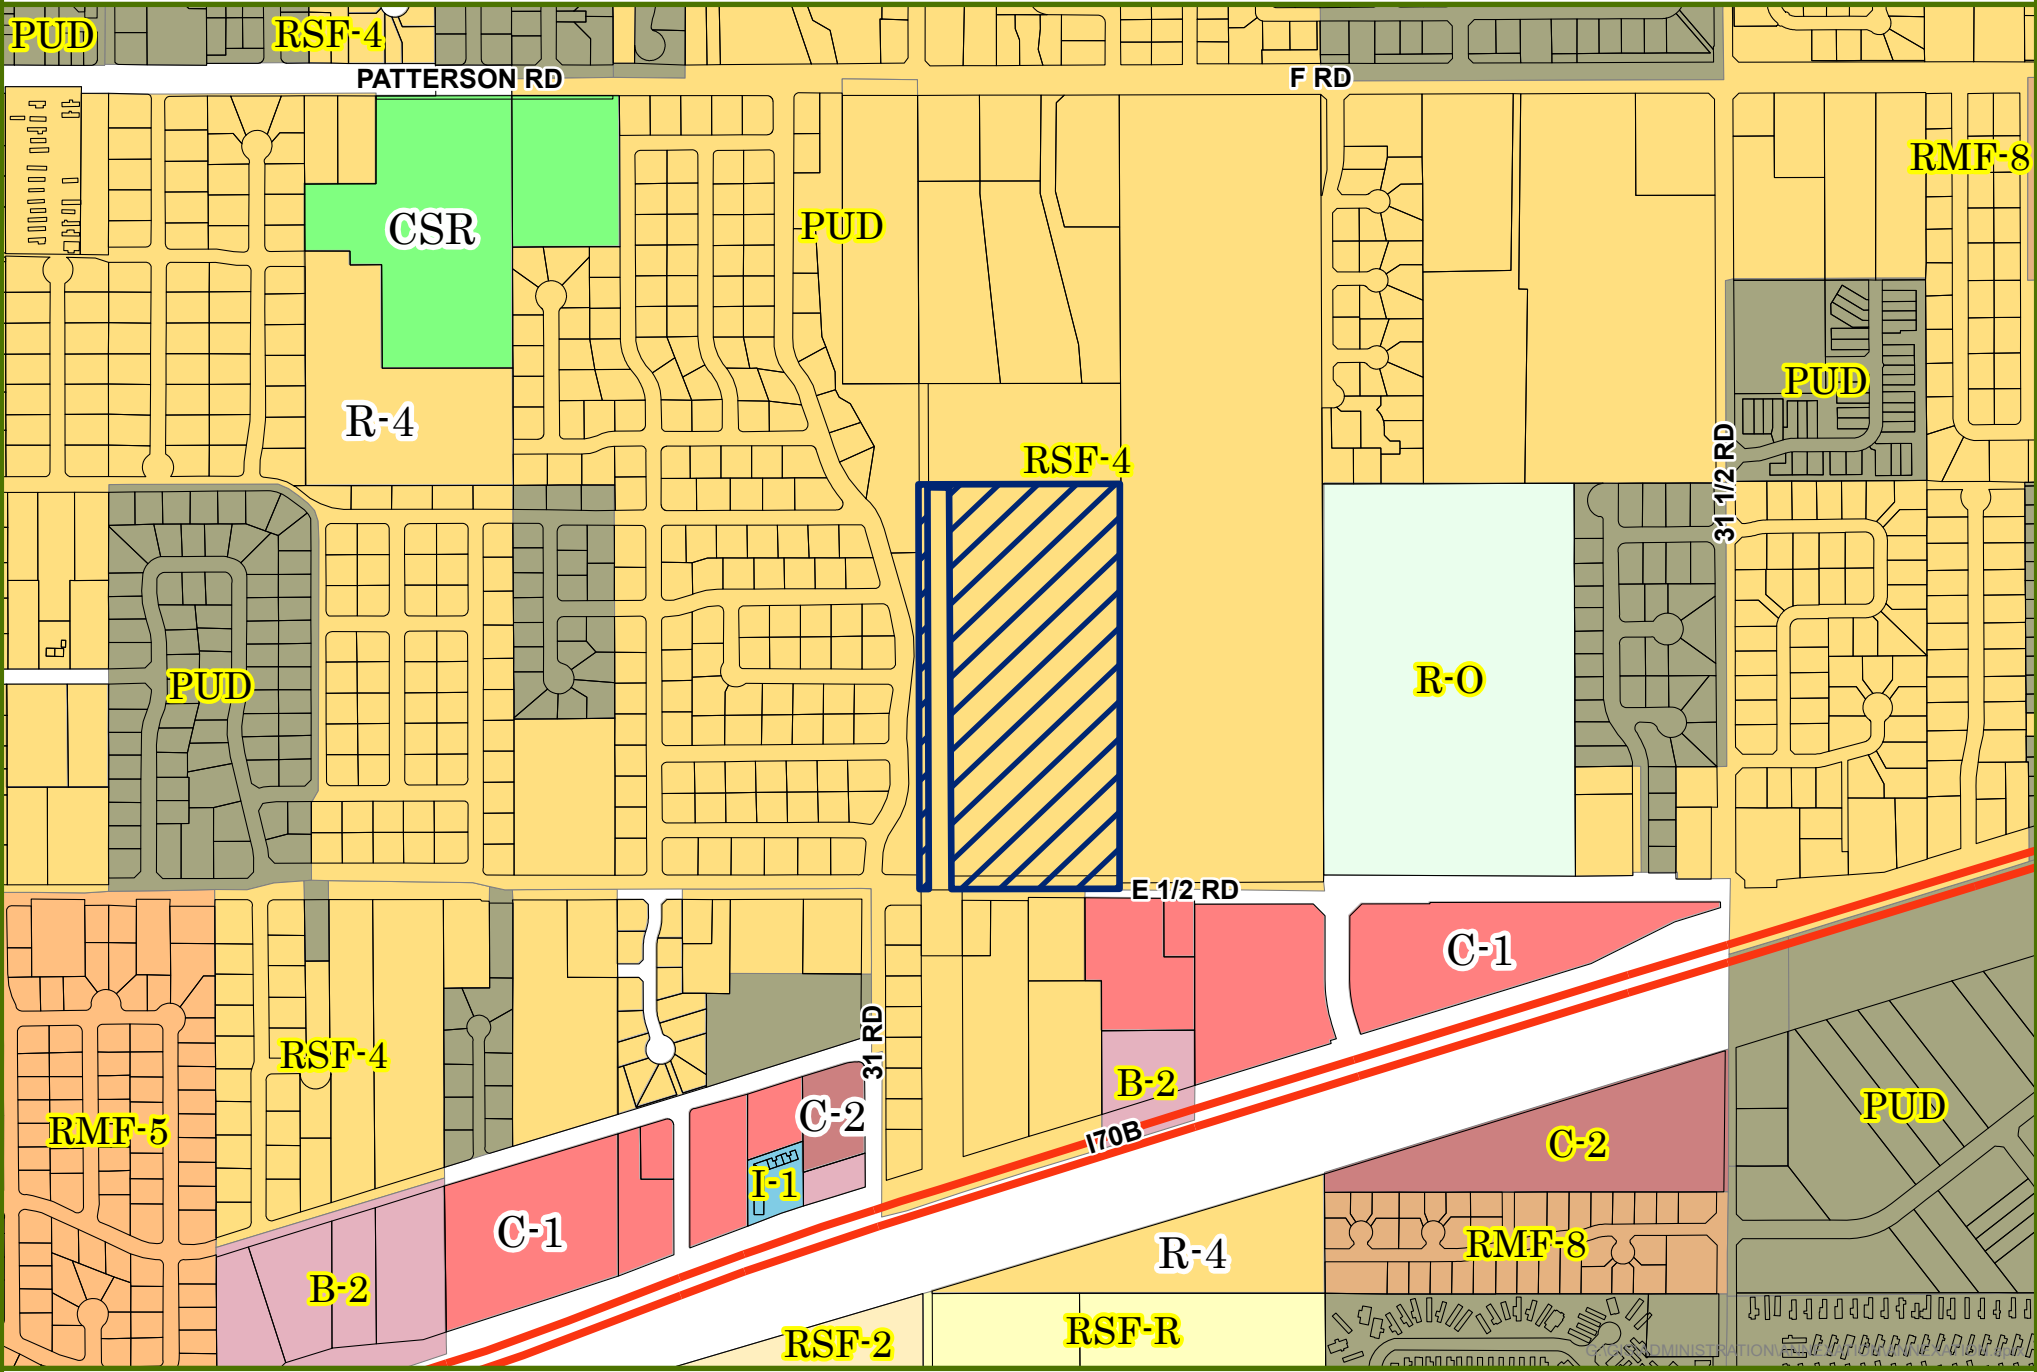 PUD
RSF-4
PATTERSON RD
F RD
RMF-8
CSR
PUD
PUD
R-4
RSF-4
31 1/2 RD
PUD
R-O
E 1/2 RD
C-1
RSF-4
31 RD
B-2
PUD
C-2
RMF-5
I70B
C-2
I-1
C-1
RMF-8
R-4
B-2
RSF-2
RSF-R